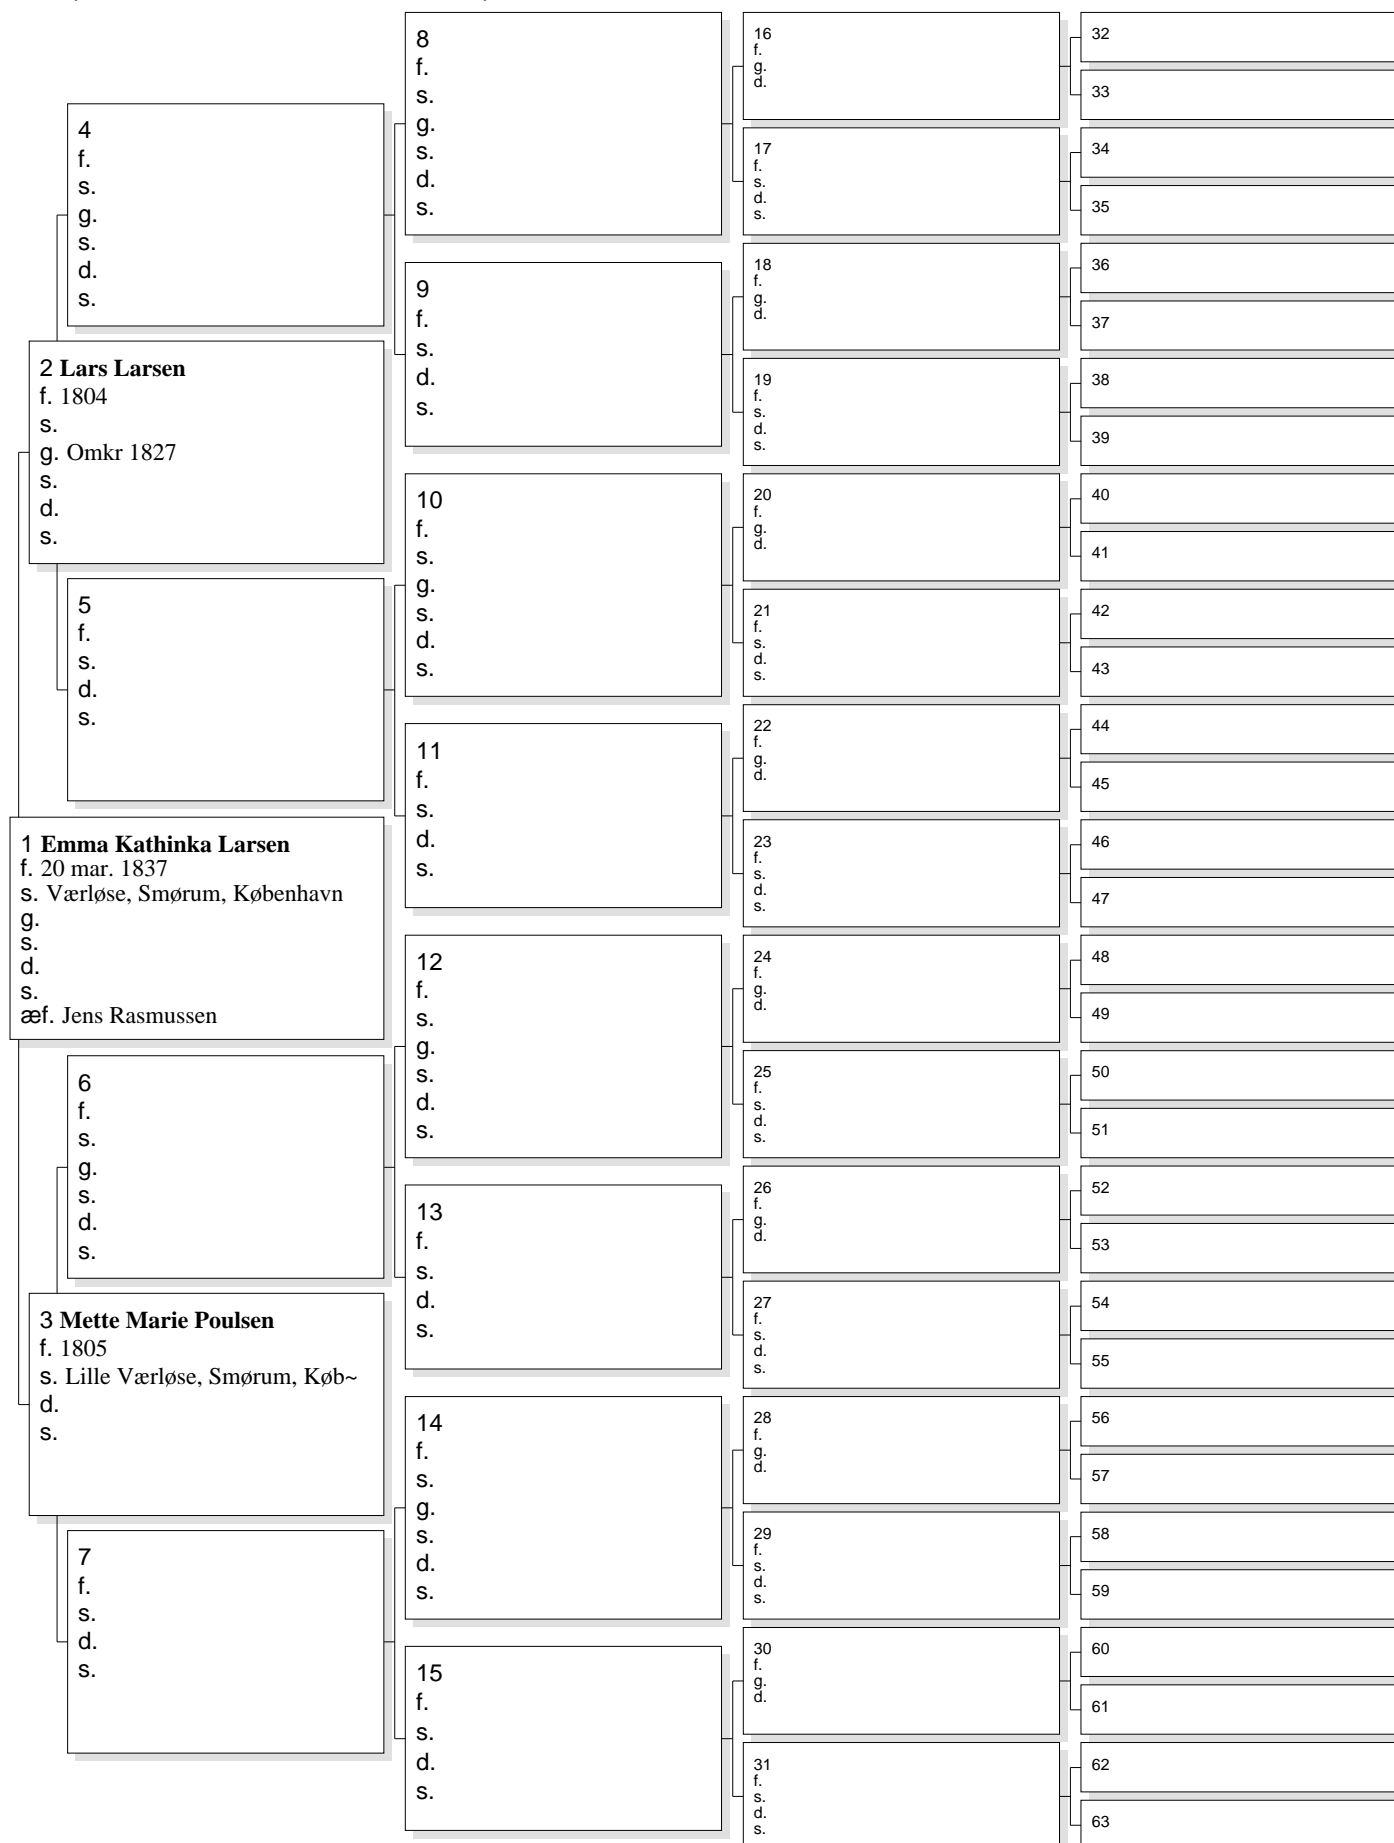 4
f.
s.
g.
s.
d.
s.
2 Lars Larsen
f. 1804
s.
g. Omkr 1827
s.
d.
s.
5
f.
s.
d.
s.
1 Emma Kathinka Larsen
f. 20 mar. 1837
s. Værløse, Smørum, København
g.
s.
d.
s.
æf. Jens Rasmussen
6
f.
s.
g.
s.
d.
s.
3 Mette Marie Poulsen
f. 1805
s. Lille Værløse, Smørum, Køb~
d.
s.
7
f.
s.
d.
s.
8
f.
s.
g.
s.
d.
s.
9
f.
s.
d.
s.
10
f.
s.
g.
s.
d.
s.
11
f.
s.
d.
s.
12
f.
s.
g.
s.
d.
s.
13
f.
s.
d.
s.
14
f.
s.
g.
s.
d.
s.
15
f.
s.
d.
s.
16
f.
g.
d.
17
f.
s.
d.
s.
18
f.
g.
d.
19
f.
s.
d.
s.
20
f.
g.
d.
21
f.
s.
d.
s.
22
f.
g.
d.
23
f.
s.
d.
s.
24
f.
g.
d.
25
f.
s.
d.
s.
26
f.
g.
d.
27
f.
s.
d.
s.
28
f.
g.
d.
29
f.
s.
d.
s.
30
f.
g.
d.
31
f.
s.
d.
s.
32
33
34
35
36
37
38
39
40
41
42
43
44
45
46
47
48
49
50
51
52
53
54
55
56
57
58
59
60
61
62
63